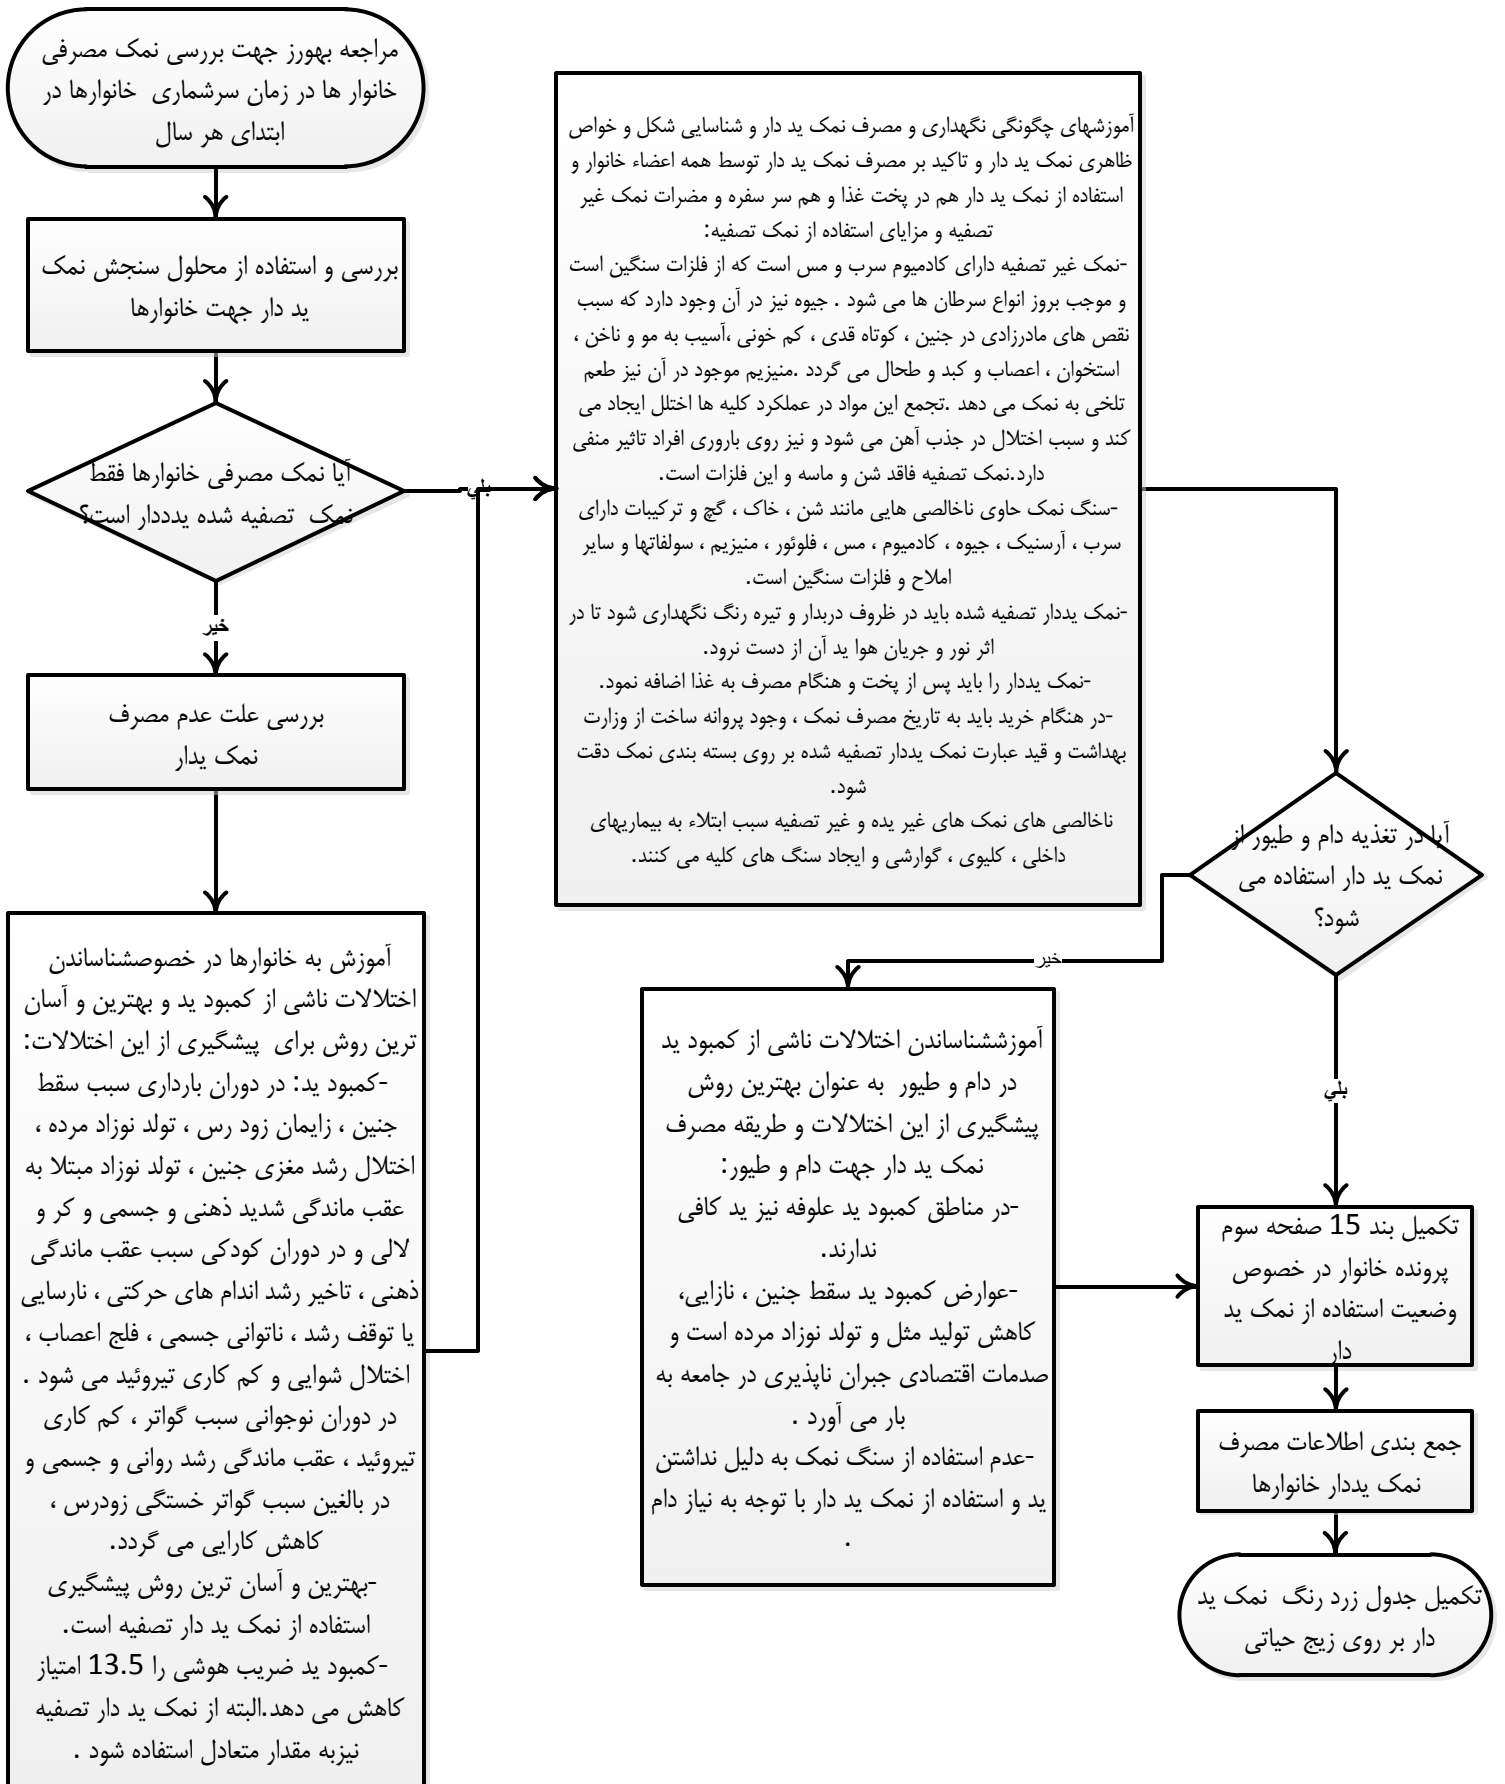 مراجعه بهورز جهت بررسی نمک مصرفی
خانوار ها در زمان سرشماری خانوارها در
ابتدای هر سال
بررسی و استفاده از محلول سنجش نمک
ید دار جهت خانوارها
آیا نمک مصرفی خانوارها فقط
نمک تصفیه شده یدددار است؟
بلي
خير
بررسی علت عدم مصرف
نمک یدار
آموزش به خانوارها در خصوصشناساندن
اختلالات ناشی از کمبود ید و بهترین و آسان
ترین روش برای پیشگیری از این اختلالات:
-کمبود ید: در دوران بارداری سبب سقط
جنین ، زایمان زود رس ، تولد نوزاد مرده ،
اختلال رشد مغزی جنین ، تولد نوزاد مبتلا به
عقب ماندگی شدید ذهنی و جسمی و کر و
لالی و در دوران کودکی سبب عقب ماندگی
ذهنی ، تاخیر رشد اندام های حرکتی ، نارسایی
یا توقف رشد ، ناتوانی جسمی ، فلج اعصاب ،
اختلال شوایی و کم کاری تیروئید می شود .
در دوران نوجوانی سبب گواتر ، کم کاری
تیروئید ، عقب ماندگی رشد روانی و جسمی و
در بالغین سبب گواتر خستگی زودرس ،
کاهش کارایی می گردد.
-بهترین و آسان ترین روش پیشگیری
استفاده از نمک ید دار تصفیه است.
-کمبود ید ضریب هوشی را 13.5 امتیاز
کاهش می دهد.البته از نمک ید دار تصفیه
نیزبه مقدار متعادل استفاده شود .
آموزشهای چگونگی نگهداری و مصرف نمک ید دار و شناسایی شکل و خواص
ظاهری نمک ید دار و تاکید بر مصرف نمک ید دار توسط همه اعضاء خانوار و
استفاده از نمک ید دار هم در پخت غذا و هم سر سفره و مضرات نمک غیر
تصفیه و مزایای استفاده از نمک تصفیه:
-نمک غیر تصفیه دارای کادمیوم سرب و مس است که از فلزات سنگین است
و موجب بروز انواع سرطان ها می شود . جیوه نیز در آن وجود دارد که سبب
نقص های مادرزادی در جنین ، کوتاه قدی ، کم خونی ،آسیب به مو و ناخن ،
استخوان ، اعصاب و کبد و طحال می گردد .منیزیم موجود در آن نیز طعم
تلخی به نمک می دهد .تجمع این مواد در عملکرد کلیه ها اختلل ایجاد می
کند و سبب اختلال در جذب آهن می شود و نیز روی باروری افراد تاثیر منفی
دارد.نمک تصفیه فاقد شن و ماسه و این فلزات است.
-سنگ نمک حاوی ناخالصی هایی مانند شن ، خاک ، گچ و ترکیبات دارای
سرب ، آرسنیک ، جیوه ، کادمیوم ، مس ، فلوئور ، منیزیم ، سولفاتها و سایر
املاح و فلزات سنگین است.
-نمک یددار تصفیه شده باید در ظروف دربدار و تیره رنگ نگهداری شود تا در
اثر نور و جریان هوا ید آن از دست نرود.
-نمک یددار را باید پس از پخت و هنگام مصرف به غذا اضافه نمود.
-در هنگام خرید باید به تاریخ مصرف نمک ، وجود پروانه ساخت از وزارت
بهداشت و قید عبارت نمک یددار تصفیه شده بر روی بسته بندی نمک دقت
شود.
ناخالصی های نمک های غیر یده و غیر تصفیه سبب ابتلاء به بیماریهای
داخلی ، کلیوی ، گوارشی و ایجاد سنگ های کلیه می کنند.
آیا در تغذیه دام و طیور از
نمک ید دار استفاده می
شود؟
خير
بلي
آموزششناساندن اختلالات ناشی از کمبود ید
در دام و طیور به عنوان بهترین روش
پیشگیری از این اختلالات و طریقه مصرف
نمک ید دار جهت دام و طیور:
-در مناطق کمبود ید علوفه نیز ید کافی
ندارند.
-عوارض کمبود ید سقط جنین ، نازایی،
کاهش تولید مثل و تولد نوزاد مرده است و
صدمات اقتصادی جبران ناپذیری در جامعه به
بار می آورد .
-عدم استفاده از سنگ نمک به دلیل نداشتن
ید و استفاده از نمک ید دار با توجه به نیاز دام
.
تکمیل بند 15 صفحه سوم
پرونده خانوار در خصوص
وضعیت استفاده از نمک ید
دار
جمع بندی اطلاعات مصرف
نمک یددار خانوارها
تکمیل جدول زرد رنگ نمک ید
دار بر روی زیج حیاتی